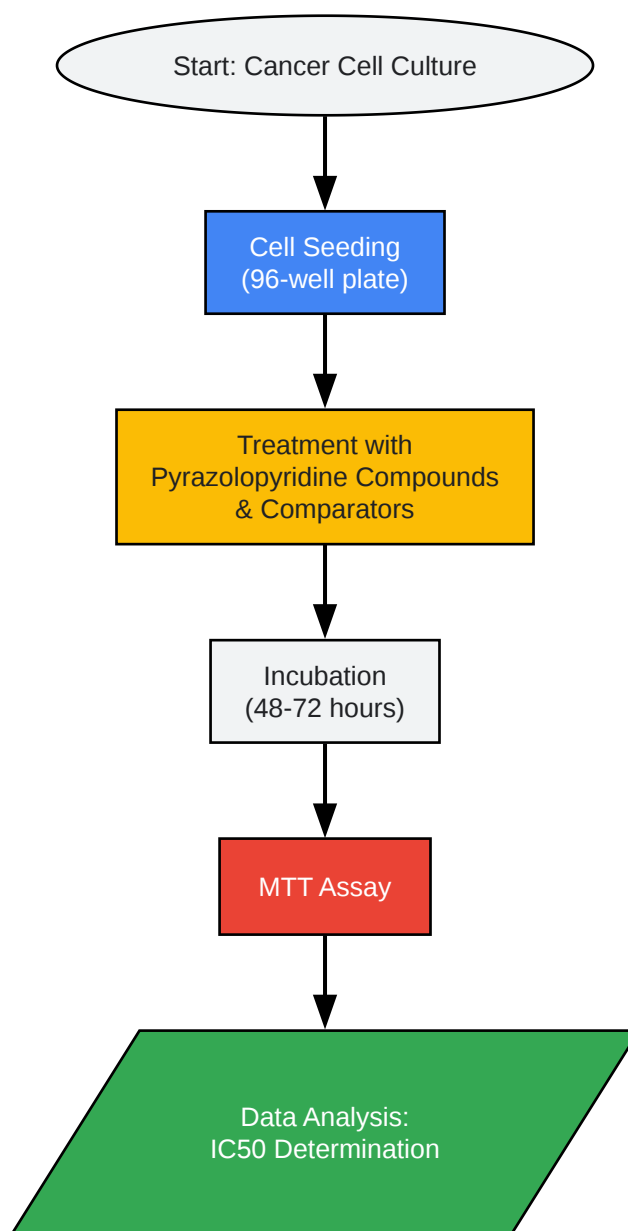 Start: Cancer Cell Culture
Cell Seeding
(96-well plate)
Treatment with
Pyrazolopyridine Compounds
& Comparators
Incubation
(48-72 hours)
MTT Assay
Data Analysis:
IC50 Determination